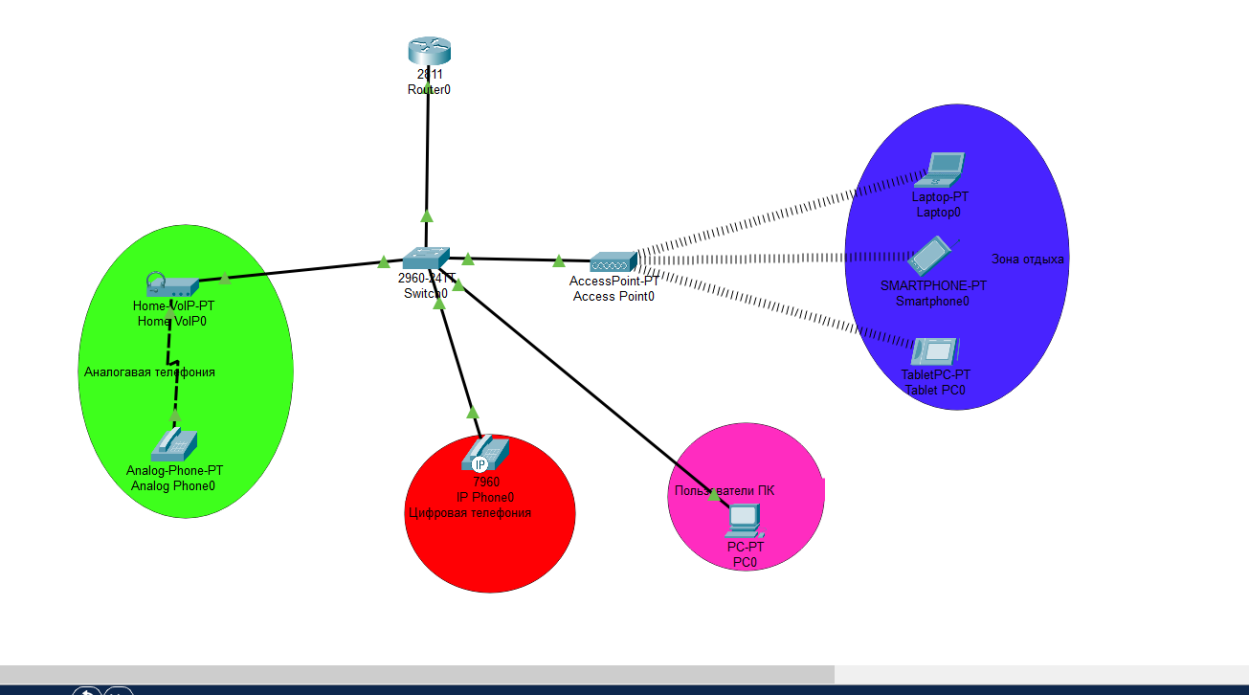 2811
Router0
Laptop-PT
Laptop0
Зона отдыха
2960-24TT
Switch0
AccessPoint-PT
Access Point0
SMARTPHONE-PT
Smartphone0
Home-VoIP-PT
Home VoIP0
Аналогавая телефония
TabletPC-PT
Tablet PC0
Analog-Phone-PT
Analog Phone0
IP
7960
IP Phone0
Цифровая телефония
Пользователи ПК
PC-PT
PC0